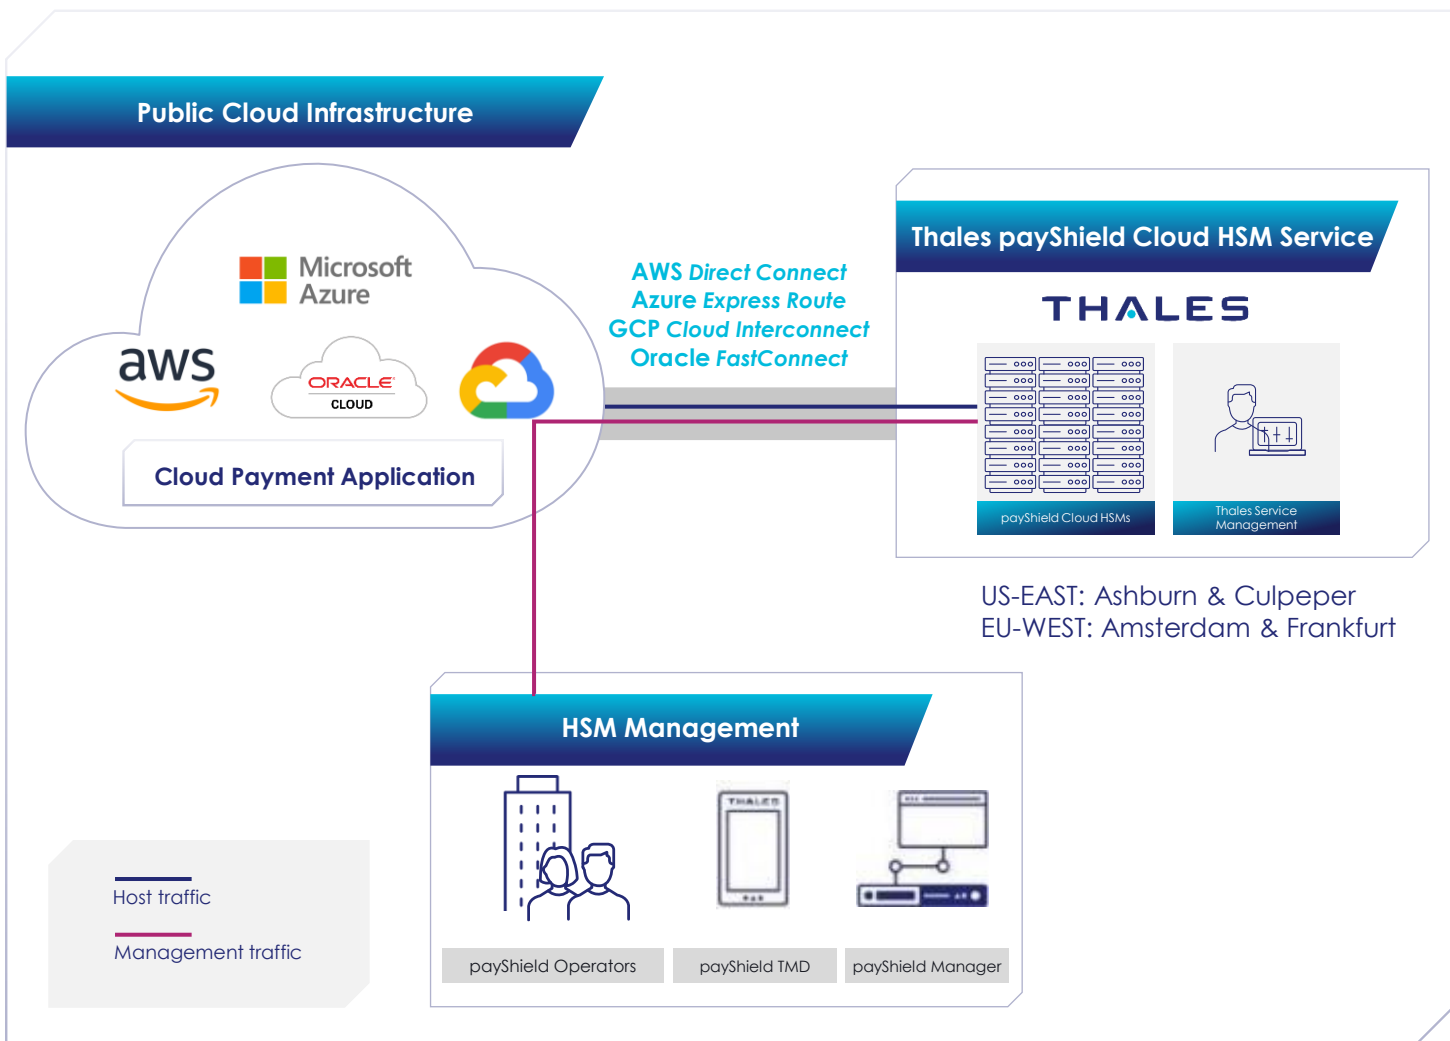 Public Cloud Infrastructure
Microsoft
Azure
aws
ORACLE
CLOUD
Cloud Payment Application
AWS Direct Connect
Azure Express Route
GCP Cloud Interconnect
Oracle FastConnect
Thales payShield Cloud HSM Service
THALES
payShield Cloud HSMs
Thales Service
Management
US-EAST: Ashburn & Culpeper
EU-WEST: Amsterdam & Frankfurt
HSM Management
THALES
payShield Operators
payShield TMD
payShield Manager
Host traffic
Management traffic